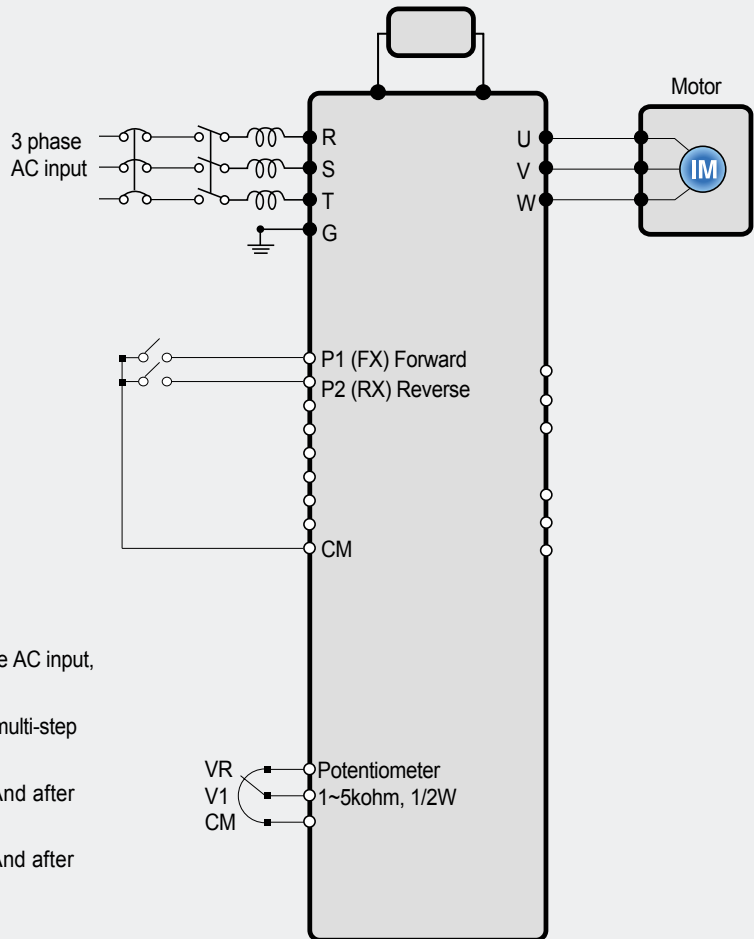 Motor
3 phase
AC input
R
S
T
G
U
V
W
IM
P1 (FX) Forward
P2 (RX) Reverse
CM
e AC input,
multi-step
And after
And after
VR
V1
CM
Potentiometer
1~5kohm, 1/2W